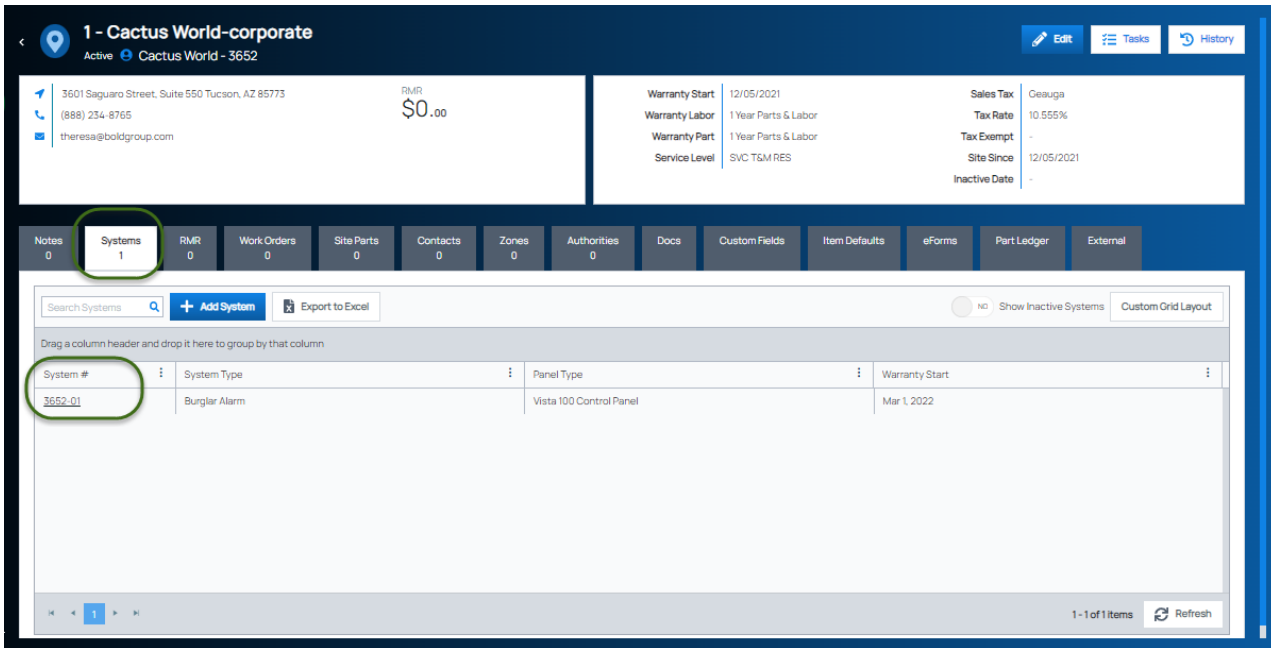 1 - Cactus World-corporate
Active Cactus World - 3652
Edit
Tasks
History
3601 Saguaro Street, Suite 550 Tucson, AZ 85773
(888) 234-8765
theresa@boldgroup.com
RMR
$0.00
Warranty Start 12/05/2021
Warranty Labor 1 Year Parts & Labor
Warranty Part 1 Year Parts & Labor
Service Level SVC T&M RES
Sales Tax Geauga
Tax Rate 10.555%
Tax Exempt -
Site Since 12/05/2021
Inactive Date -
Notes 0
Systems 1
RMR 0
Work Orders 0
Site Parts 0
Contacts 0
Zones 0
Authorities 0
Docs
Custom Fields
Item Defaults
eForms
Part Ledger
External
Search Systems
+ Add System
Export to Excel
NO Show Inactive Systems
Custom Grid Layout
Drag a column header and drop it here to group by that column
System # System Type Panel Type Warranty Start
3652-01 Burglar Alarm Vista 100 Control Panel Mar 1, 2022
1
1 - 1 of 1 items
Refresh